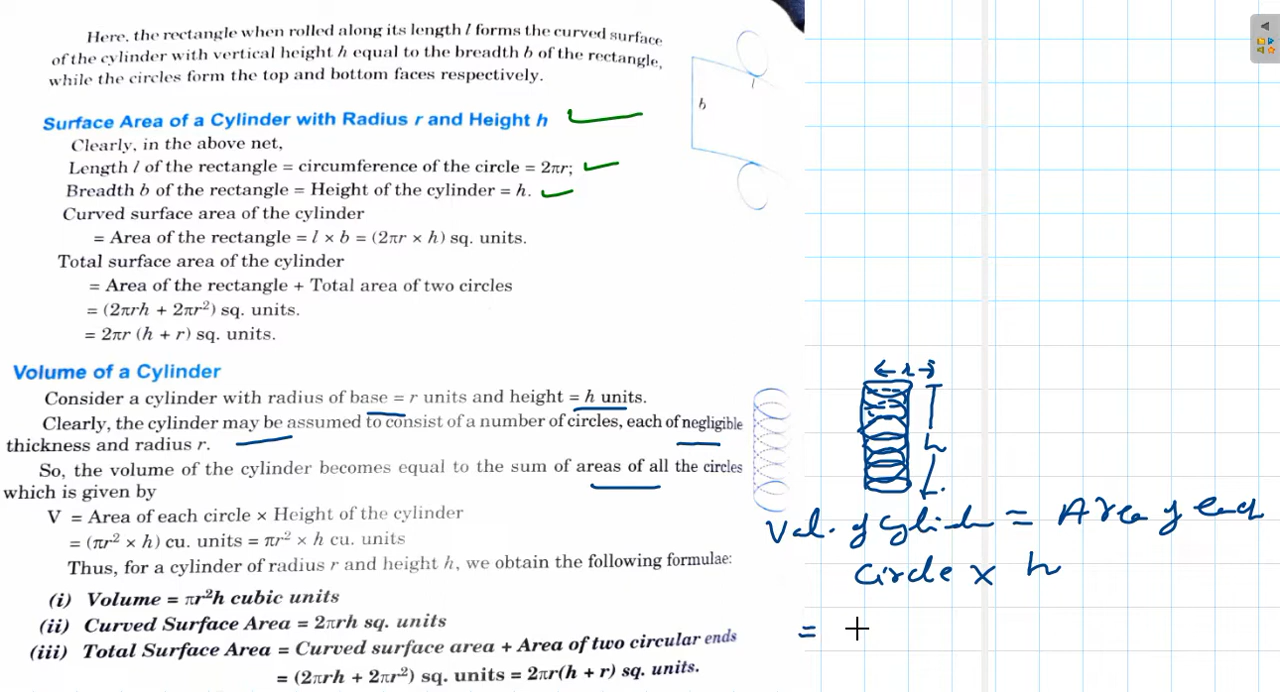 Here, the rectangle when rolled along its length l forms the curved surface
of the cylinder with vertical height h equal to the breadth b of the rectangle,
while the circles form the top and bottom faces respectively.
l
b
Surface Area of a Cylinder with Radius r and Height h
Clearly, in the above net,
Length l of the rectangle = circumference of the circle = 2πr;
Breadth b of the rectangle = Height of the cylinder = h.
Curved surface area of the cylinder
= Area of the rectangle = l × b = (2πr × h) sq. units.
Total surface area of the cylinder
= Area of the rectangle + Total area of two circles
= (2πrh + 2πr²) sq. units.
= 2πr (h + r) sq. units.
Volume of a Cylinder
Consider a cylinder with radius of base = r units and height = h units.
Clearly, the cylinder may be assumed to consist of a number of circles, each of negligible
thickness and radius r.
So, the volume of the cylinder becomes equal to the sum of areas of all the circles
which is given by
V = Area of each circle × Height of the cylinder
= (πr² × h) cu. units = πr² × h cu. units
Thus, for a cylinder of radius r and height h, we obtain the following formulae:
(i) Volume = πr²h cubic units
(ii) Curved Surface Area = 2πrh sq. units
(iii) Total Surface Area = Curved surface area + Area of two circular ends
= (2πrh + 2πr²) sq. units = 2πr(h + r) sq. units.
r
h
Vol. of cylinder = Area of each
circle × h
=